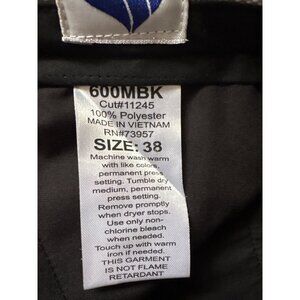 600MBK
Cut#11245
100% Polyester
MADE IN VIETNAM
RN#73957
SIZE: 38
Machine wash warm
with like colors,
permanent press
setting. Tumble dry
medium, permanent
press setting.
Remove promptly
when dryer stops.
Use only non-
chlorine bleach
when needed.
Touch up with warm
iron if needed.
THIS GARMENT
IS NOT FLAME
RETARDANT